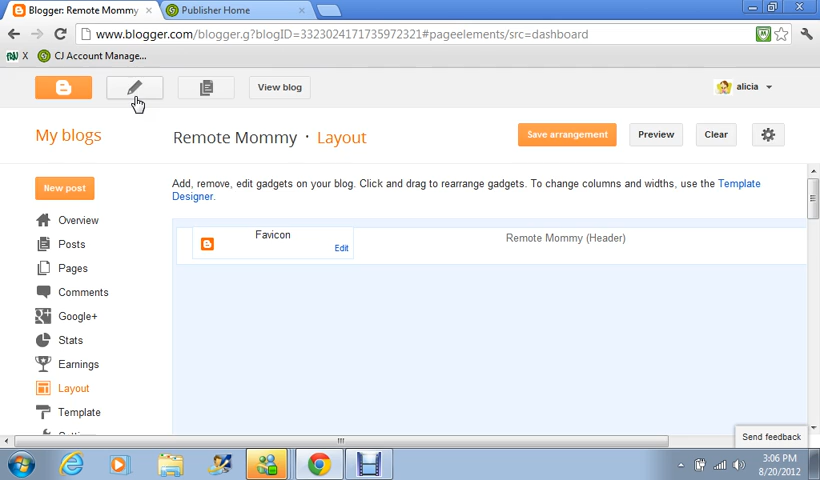 Blogger: Remote Mommy
Publisher Home
www.blogger.com/blogger.g?blogID=3323024171735972321#pageelements/src=dashboard
X
CJ Account Manage...
View blog
alicia
My blogs
Remote Mommy · Layout
Save arrangement
Preview
Clear
New post
Add, remove, edit gadgets on your blog. Click and drag to rearrange gadgets. To change columns and widths, use the Template
Designer.
Overview
Favicon
Remote Mommy (Header)
Edit
Posts
Pages
Comments
Google+
Stats
Earnings
Layout
Template
Send feedback
3:06 PM
8/20/2012